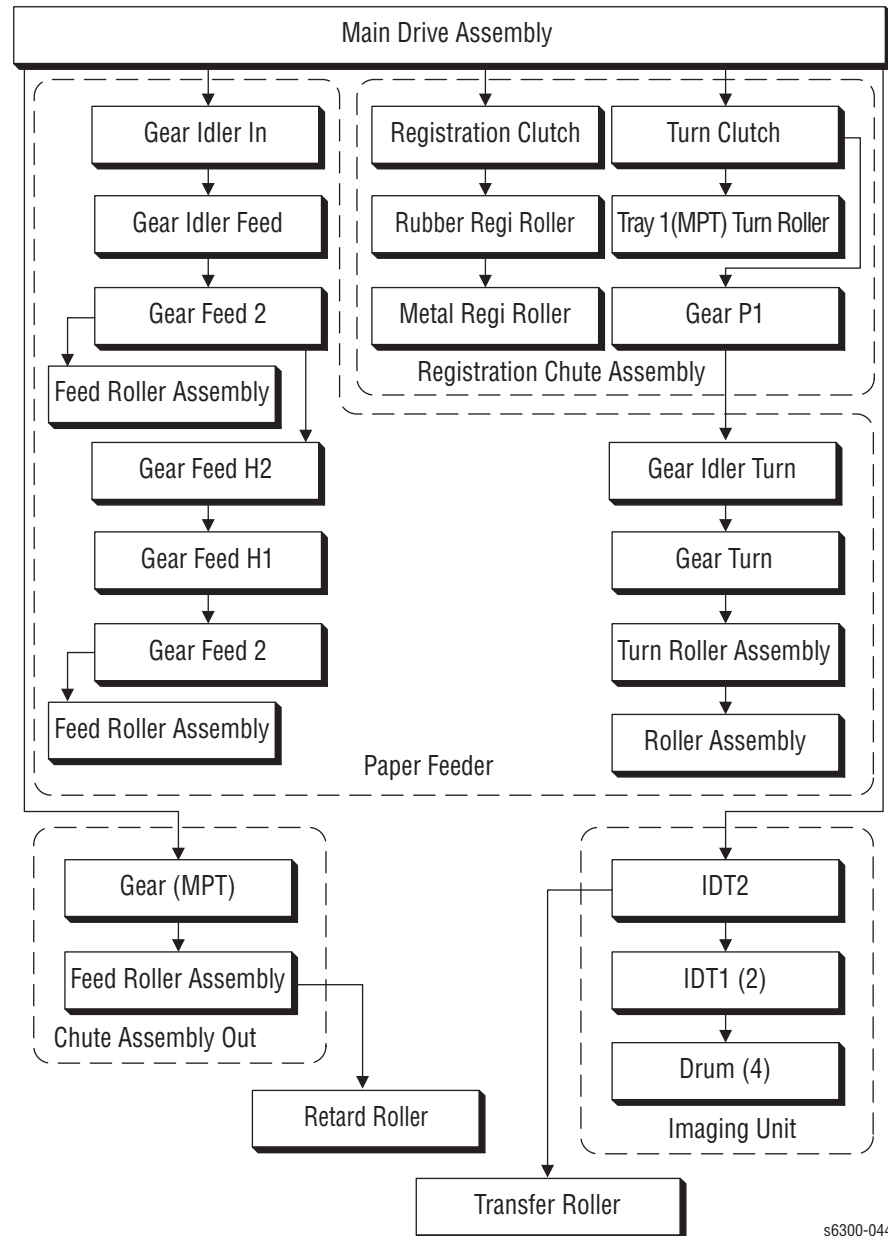 Main Drive Assembly
Gear Idler In
Registration Clutch
Turn Clutch
Gear Idler Feed
Rubber Regi Roller
Tray 1(MPT) Turn Roller
Gear Feed 2
Metal Regi Roller
Gear P1
Registration Chute Assembly
Feed Roller Assembly
Gear Feed H2
Gear Idler Turn
Gear Feed H1
Gear Turn
Gear Feed 2
Turn Roller Assembly
Feed Roller Assembly
Roller Assembly
Paper Feeder
Gear (MPT)
IDT2
Feed Roller Assembly
IDT1 (2)
Chute Assembly Out
Drum (4)
Retard Roller
Imaging Unit
Transfer Roller
s6300-044